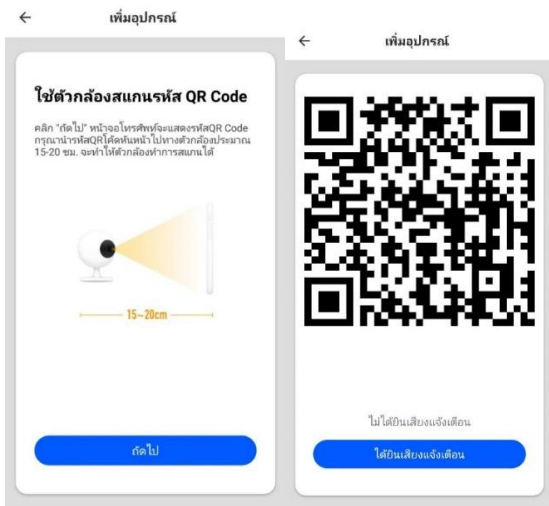 เพิ่มอุปกรณ์
ใช้ตัวกล้องสแกนรหัส QR Code
คลิก "ถัดไป" หน้าจอโทรศัพท์จะแสดงรหัสQR Code
กรุณานำรหัสQRโค้ดหันหน้าไปทางตัวกล้องประมาณ
15-20 ซม. จะทำให้ตัวกล้องทำการสแกนได้
15~20cm
ถัดไป
เพิ่มอุปกรณ์
ไม่ได้ยินเสียงแจ้งเตือน
ได้ยินเสียงแจ้งเตือน